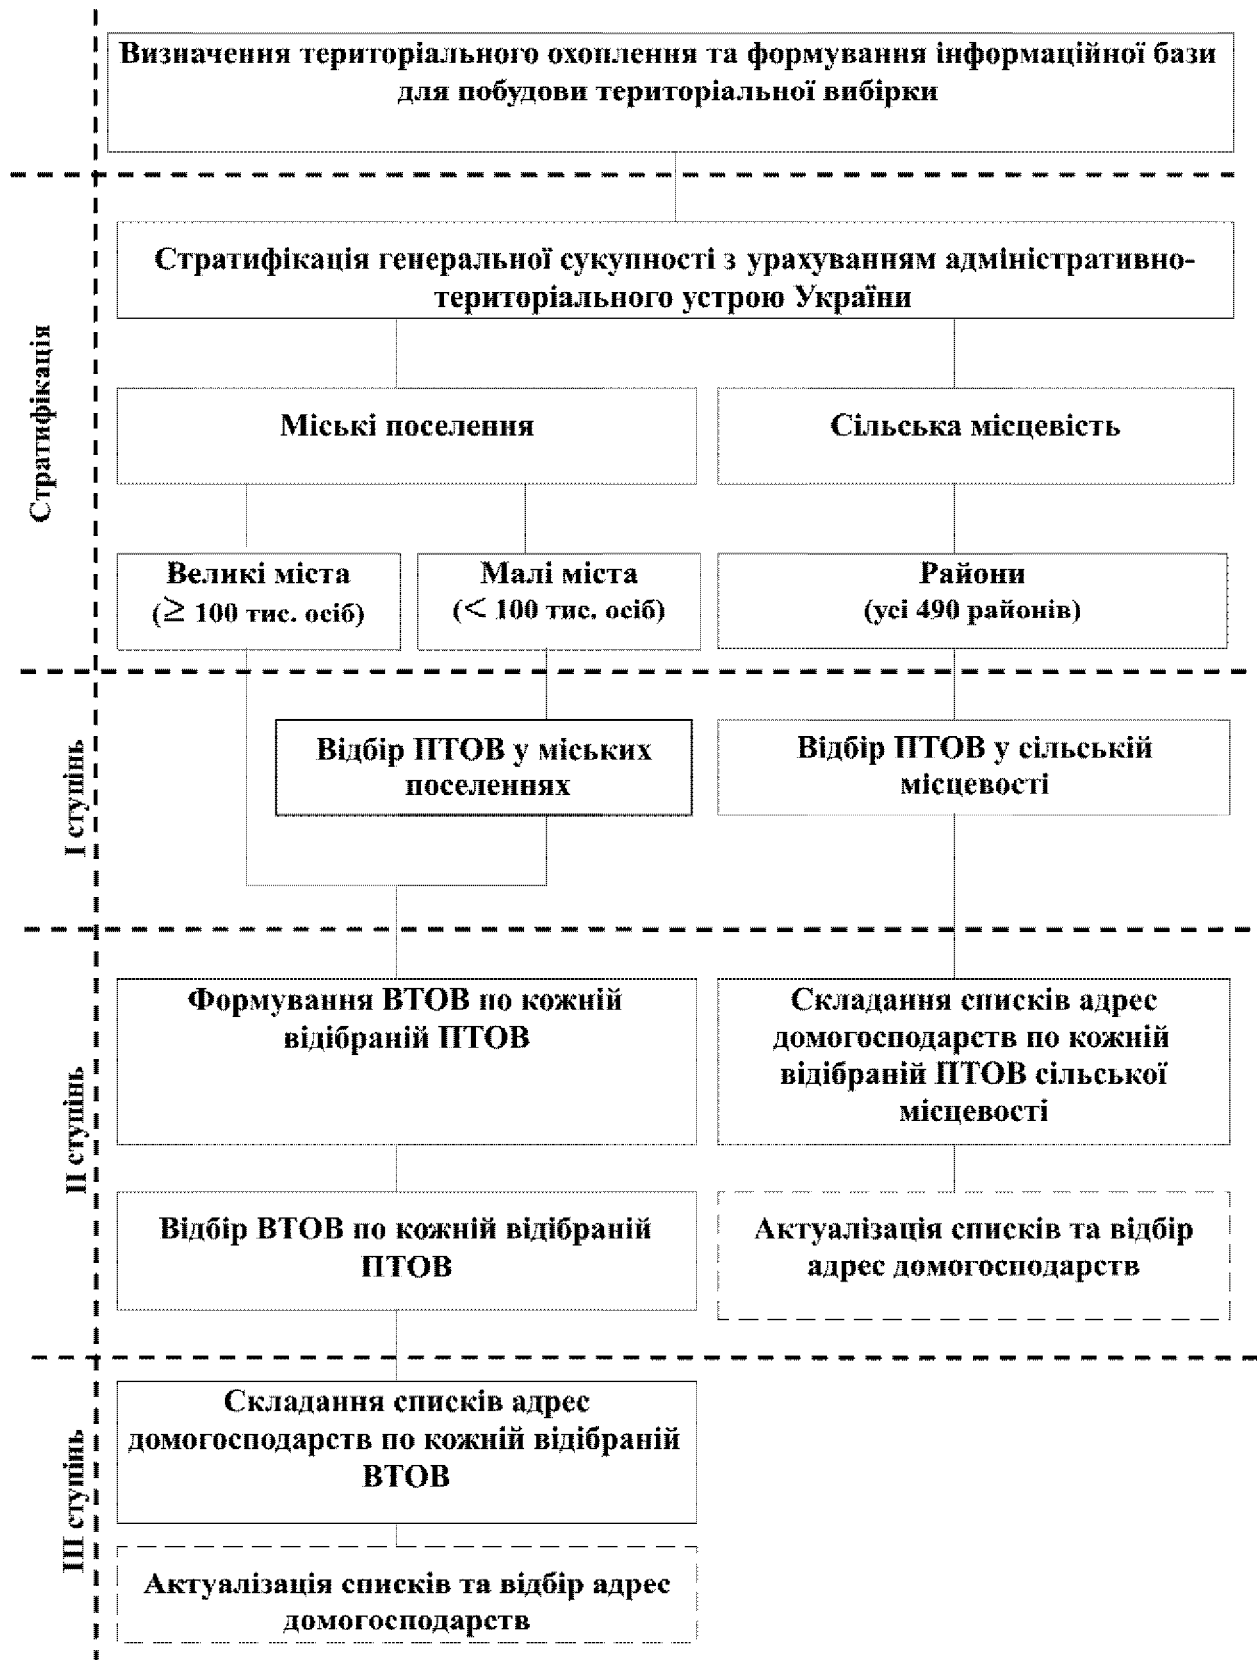 Визначення територіального охоплення та формування інформаційної бази
для побудови територіальної вибірки
Стратифікація
Стратифікація генеральної сукупності з урахуванням адміністративно-
територіального устрою України
Міські поселення
Сільська місцевість
Великі міста
(≥ 100 тис. осіб)
Малі міста
(< 100 тис. осіб)
Райони
(усі 490 районів)
І ступінь
Відбір ПТОВ у міських
поселеннях
Відбір ПТОВ у сільській
місцевості
ІІ ступінь
Формування ВТОВ по кожній
відібраній ПТОВ
Складання списків адрес
домогосподарств по кожній
відібраній ПТОВ сільської
місцевості
Відбір ВТОВ по кожній відібраній
ПТОВ
Актуалізація списків та відбір
адрес домогосподарств
ІІІ ступінь
Складання списків адрес
домогосподарств по кожній відібраній
ВТОВ
Актуалізація списків та відбір адрес
домогосподарств